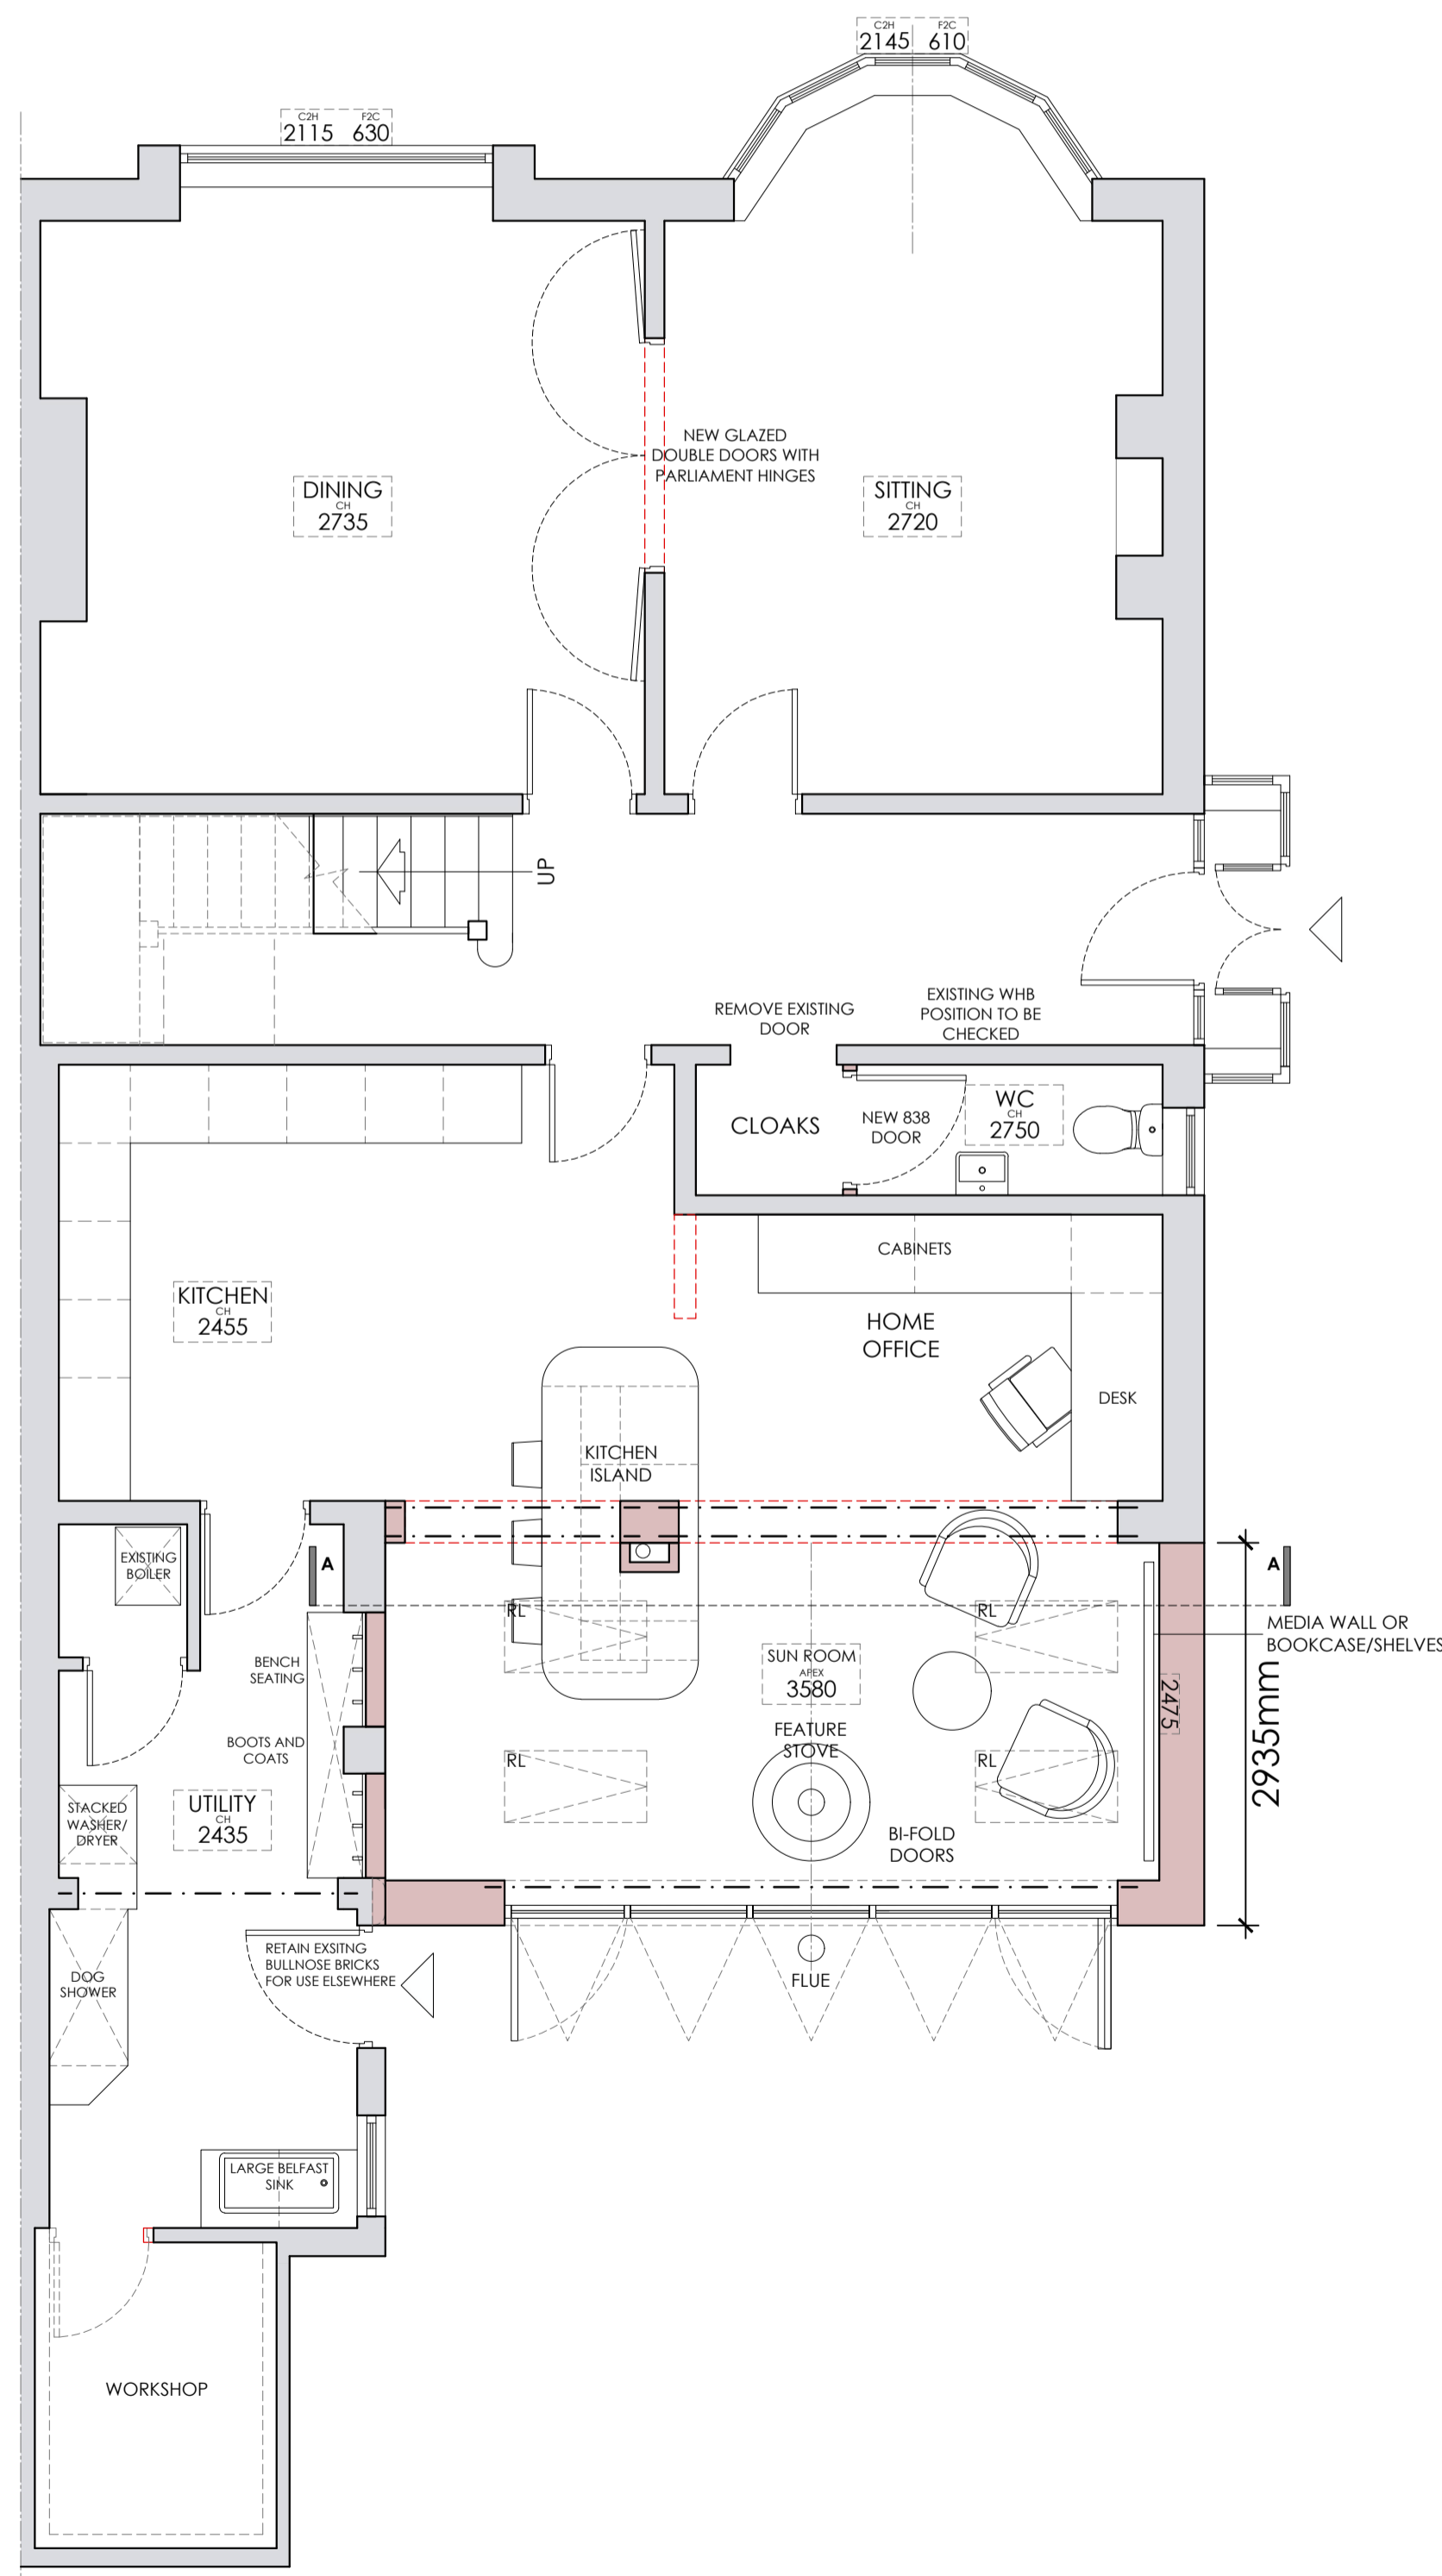 C2H F2C
2145 610
C2H F2C
2115 630
NEW GLAZED
DOUBLE DOORS WITH
PARLIAMENT HINGES
DINING
CH
2735
SITTING
CH
2720
UP
REMOVE EXISTING
DOOR
EXISTING WHB
POSITION TO BE
CHECKED
CLOAKS
NEW 838
DOOR
WC
CH
2750
CABINETS
KITCHEN
CH
2455
HOME
OFFICE
DESK
KITCHEN
ISLAND
EXISTING
BOILER
A
A
RL
RL
MEDIA WALL OR
BOOKCASE/SHELVES
BENCH
SEATING
SUN ROOM
APEX
3580
2475
2935mm
FEATURE
STOVE
BOOTS AND
COATS
RL
RL
STACKED
WASHER/
DRYER
UTILITY
CH
2435
BI-FOLD
DOORS
RETAIN EXSITNG
BULLNOSE BRICKS
FOR USE ELSEWHERE
DOG
SHOWER
FLUE
LARGE BELFAST
SINK
WORKSHOP